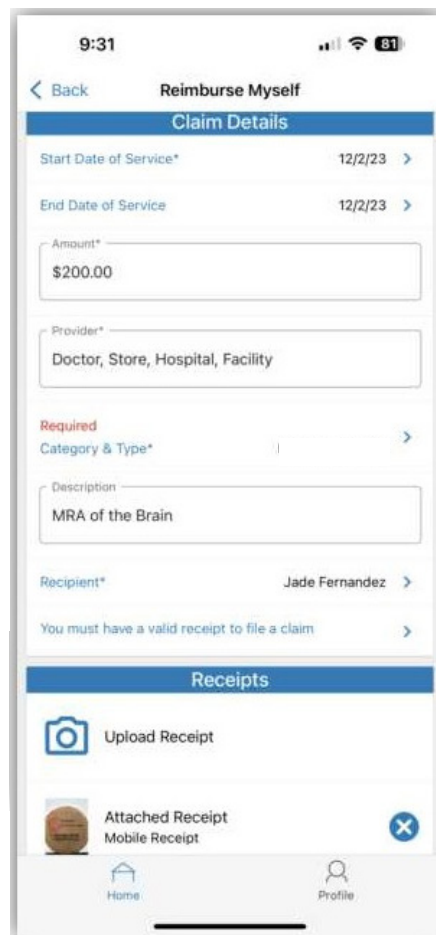 9:31
81
Back
Reimburse Myself
Claim Details
Start Date of Service* 12/2/23
End Date of Service 12/2/23
Amount*
$200.00
Provider*
Doctor, Store, Hospital, Facility
Required
Category & Type*
Description
MRA of the Brain
Recipient* Jade Fernandez
You must have a valid receipt to file a claim
Receipts
Upload Receipt
Attached Receipt
Mobile Receipt
Home
Profile